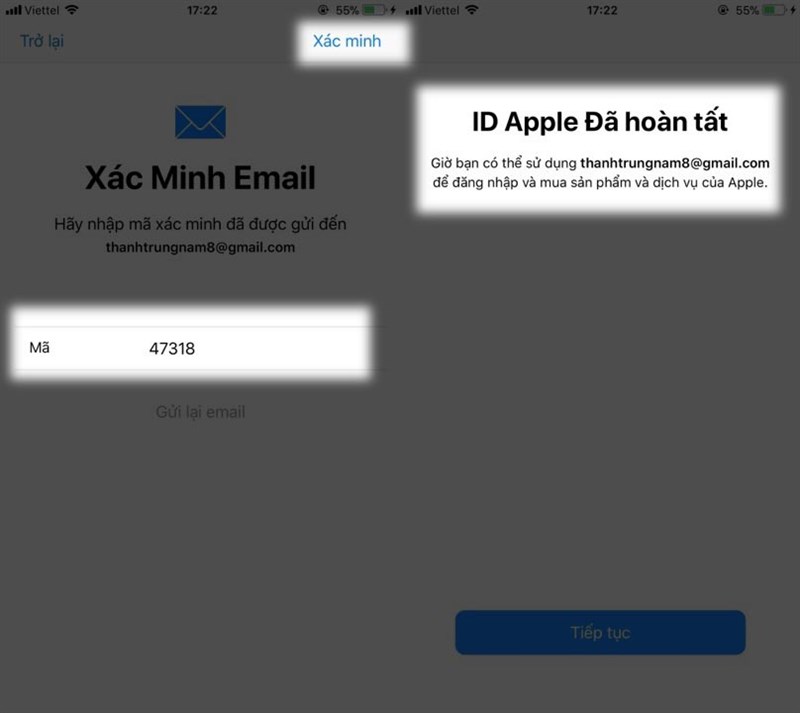 Viettel 17:22 55%
Trở lại Xác minh
Xác Minh Email
Hãy nhập mã xác minh đã được gửi đến
thanhtrungnam8@gmail.com
Mã 47318
Gửi lại email
Viettel 17:22 55%
ID Apple Đã hoàn tất
Giờ bạn có thể sử dụng thanhtrungnam8@gmail.com
để đăng nhập và mua sản phẩm và dịch vụ của Apple.
Tiếp tục